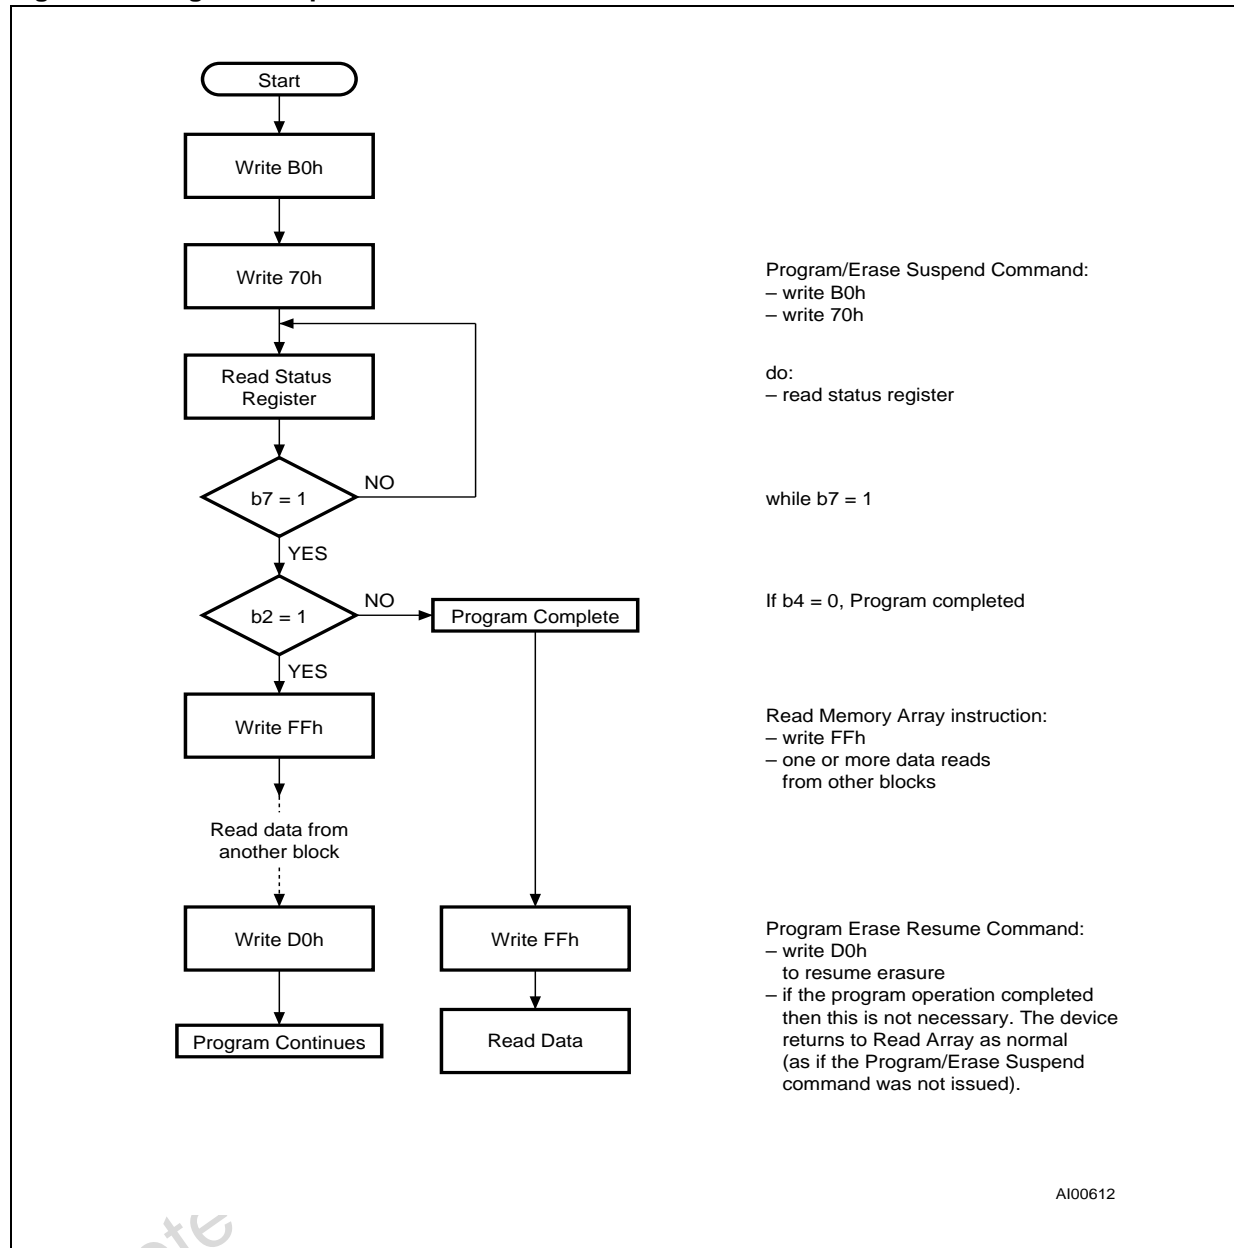 Start
Write B0h
Write 70h
Program/Erase Suspend Command:
– write B0h
– write 70h
Read Status
Register
do:
– read status register
b7 = 1
NO
while b7 = 1
YES
b2 = 1
NO
Program Complete
If b4 = 0, Program completed
YES
Write FFh
Read Memory Array instruction:
– write FFh
– one or more data reads
from other blocks
Read data from
another block
Write D0h
Write FFh
Program Erase Resume Command:
– write D0h
to resume erasure
– if the program operation completed
then this is not necessary. The device
returns to Read Array as normal
(as if the Program/Erase Suspend
command was not issued).
Program Continues
Read Data
AI00612